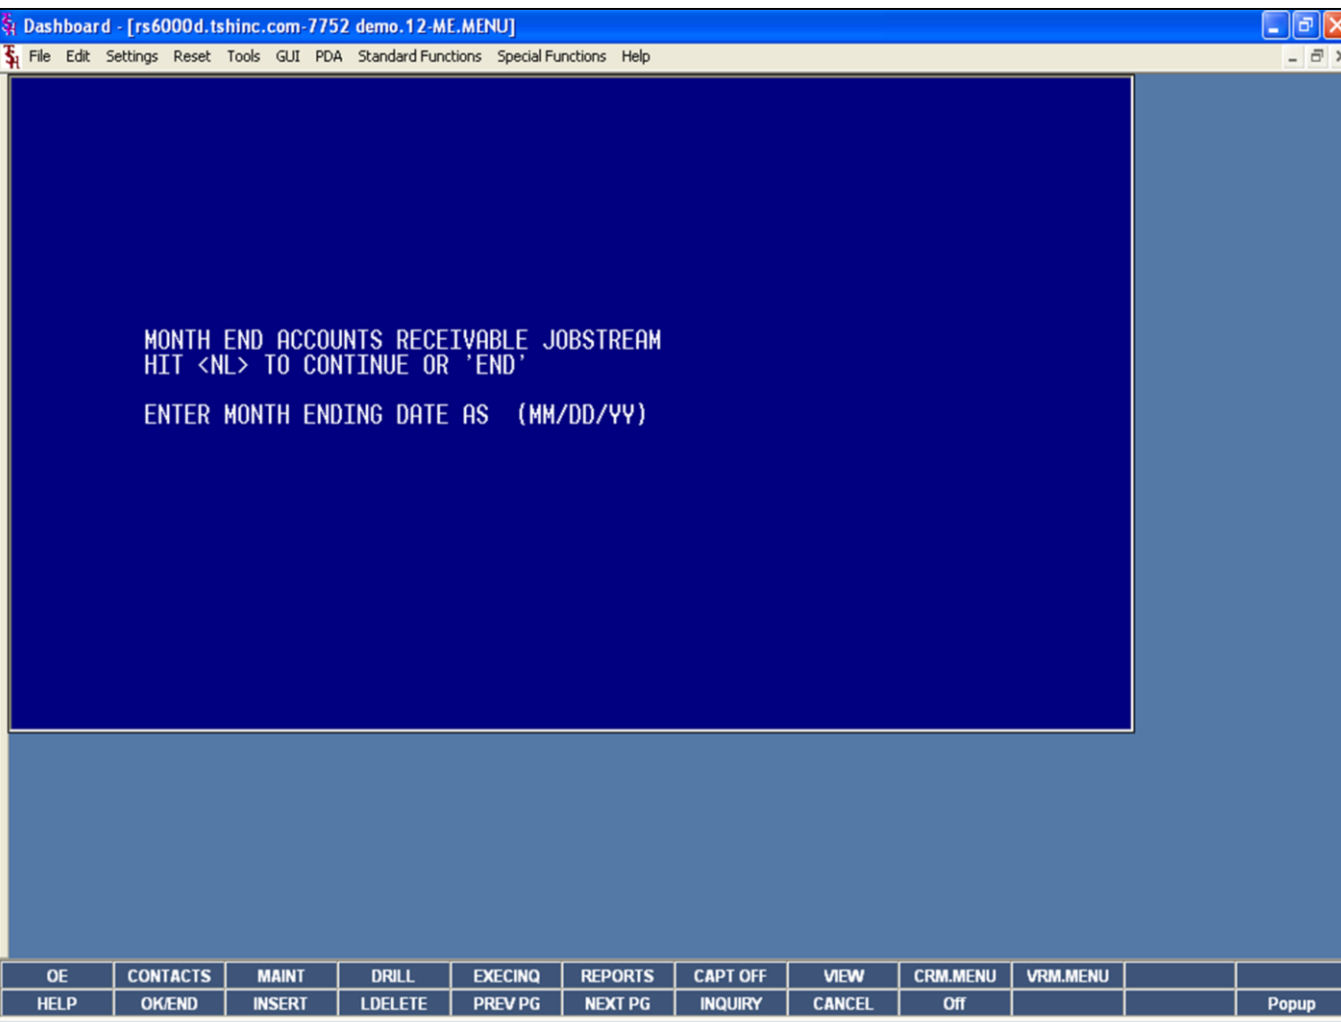 Dashboard - [rs6000d.tshinc.com-7752 demo.12-ME.MENU]
File Edit Settings Reset Tools GUI PDA Standard Functions Special Functions Help
MONTH END ACCOUNTS RECEIVABLE JOBSTREAM
HIT <NL> TO CONTINUE OR 'END'
ENTER MONTH ENDING DATE AS (MM/DD/YY)
OE CONTACTS MAINT DRILL EXECINQ REPORTS CAPT OFF VIEW CRM.MENU VRM.MENU
HELP OK/END INSERT LDELETE PREV PG NEXT PG INQUIRY CANCEL Off Popup